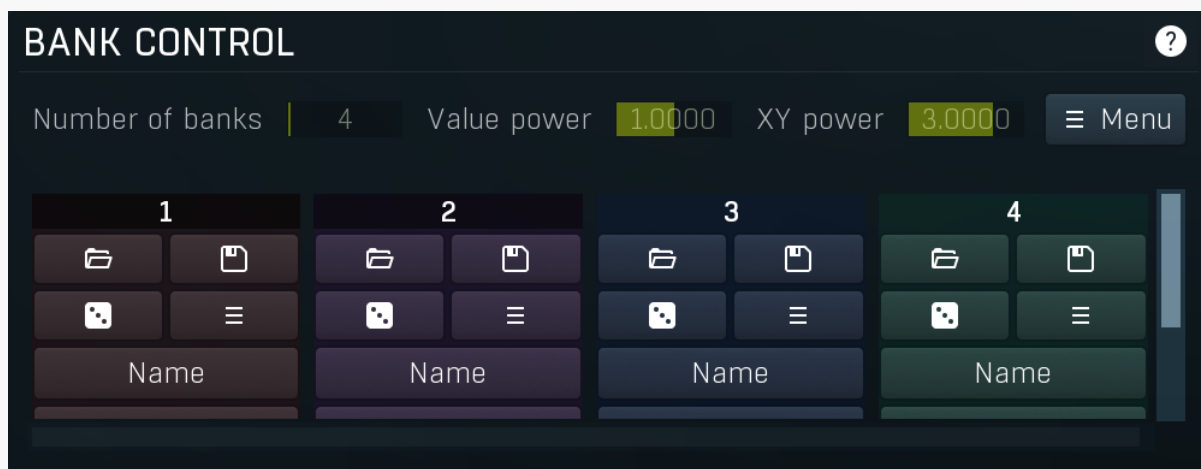 BANK CONTROL ?
Number of banks 4 Value power 1.0000 XY power 3.0000 Menu
1 2 3 4
Name Name Name Name